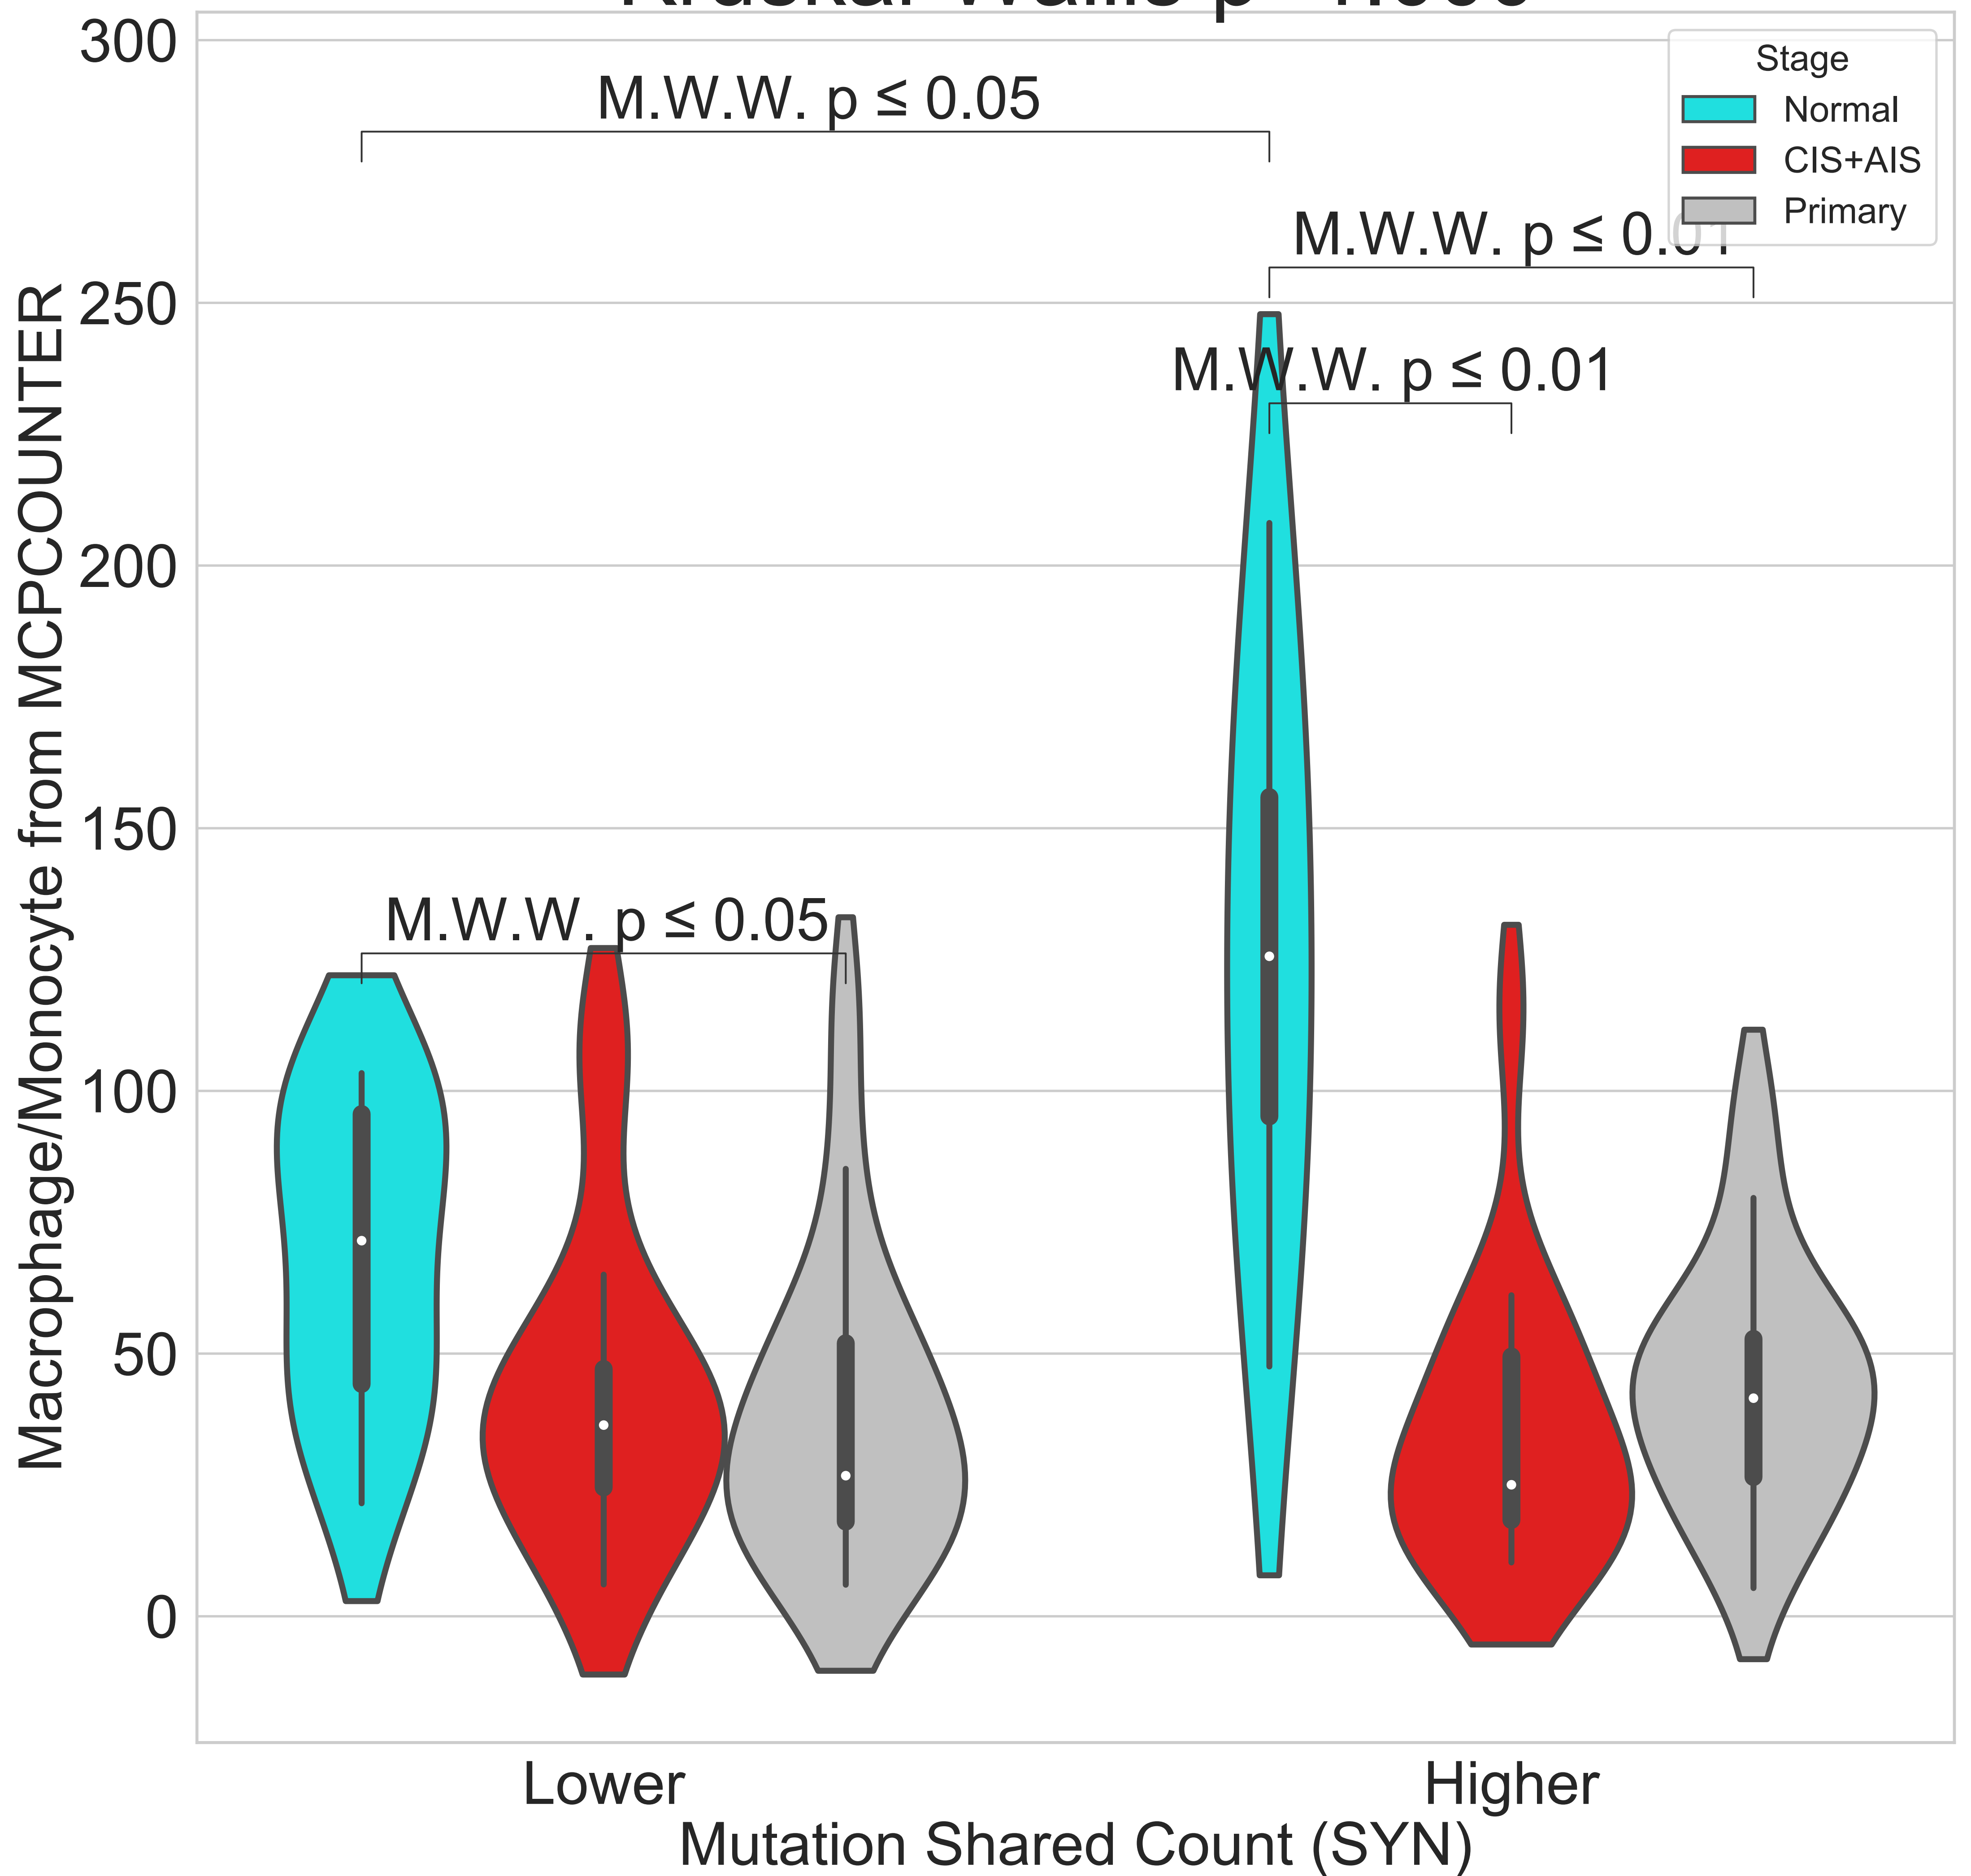 300
M.W.W. p ≤ 0.05
Stage
Normal
CIS+AIS
Primary
M.W.W. p ≤ 0.01
250
M.W.W. p ≤ 0.01
200
150
M.W.W. p ≤ 0.05
100
50
0
Macrophage/Monocyte from MCPCOUNTER
Lower
Higher
Mutation Shared Count (SYN)